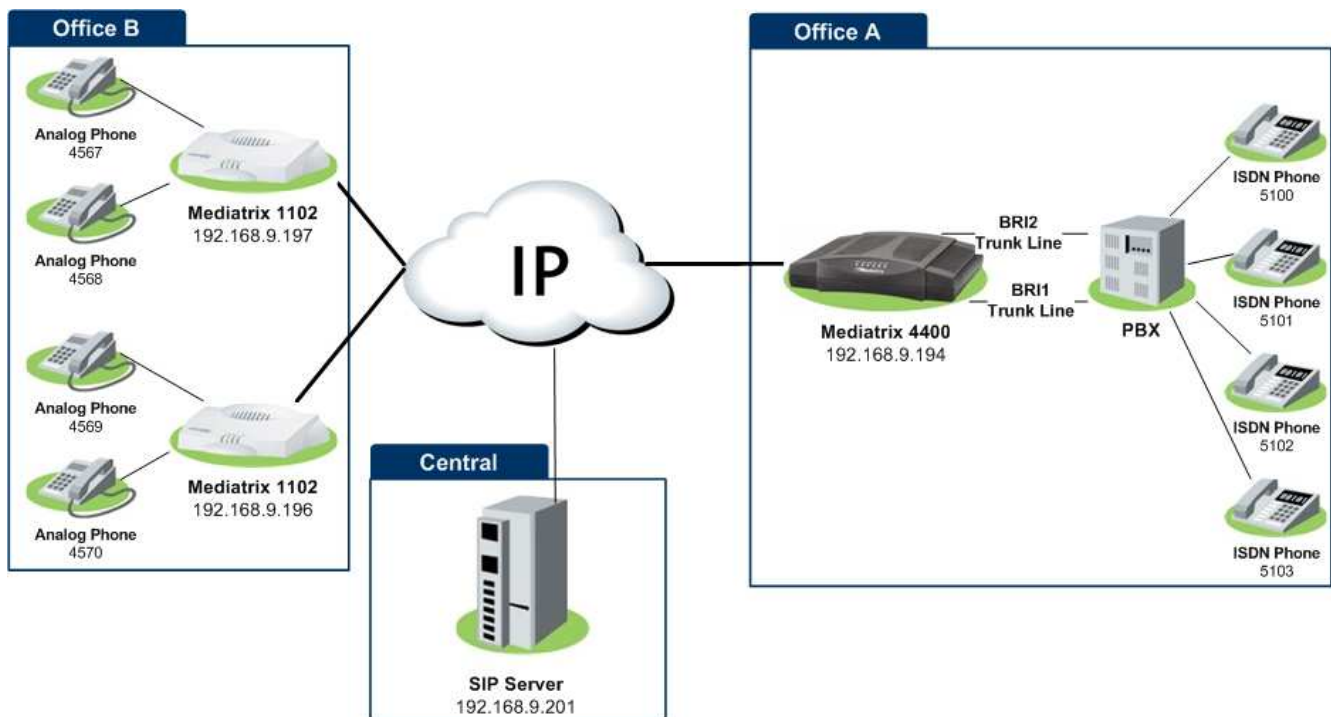 Office B
Analog Phone
4567
Mediatrix 1102
192.168.9.197
Analog Phone
4568
Analog Phone
4569
Mediatrix 1102
192.168.9.196
Analog Phone
4570
IP
Central
SIP Server
192.168.9.201
Office A
Mediatrix 4400
192.168.9.194
BRI2
Trunk Line
BRI1
Trunk Line
PBX
ISDN Phone
5100
ISDN Phone
5101
ISDN Phone
5102
ISDN Phone
5103